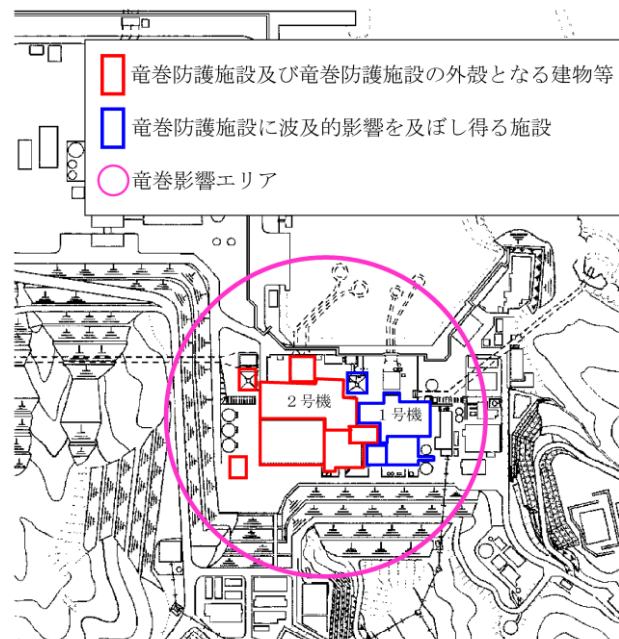 竜巻防護施設及び竜巻防護施設の外殻となる建物等
竜巻防護施設に波及的影響を及ぼし得る施設
竜巻影響エリア
２号機
１号機